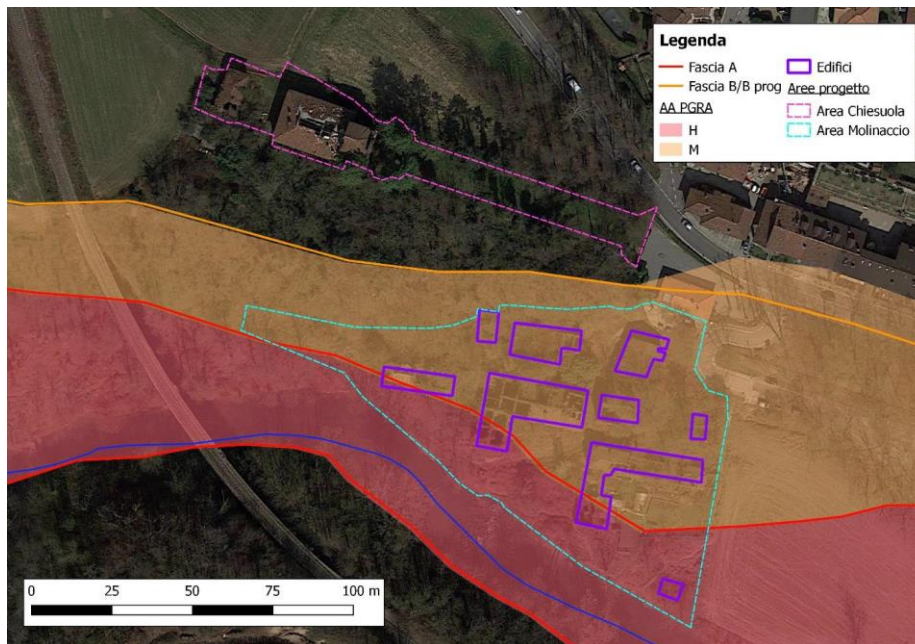 Legenda
Fascia A
Fascia B/B prog
AA PGRA
H
M
Edifici
Aree progetto
Area Chiesuola
Area Molinaccio
0 25 50 75 100 m